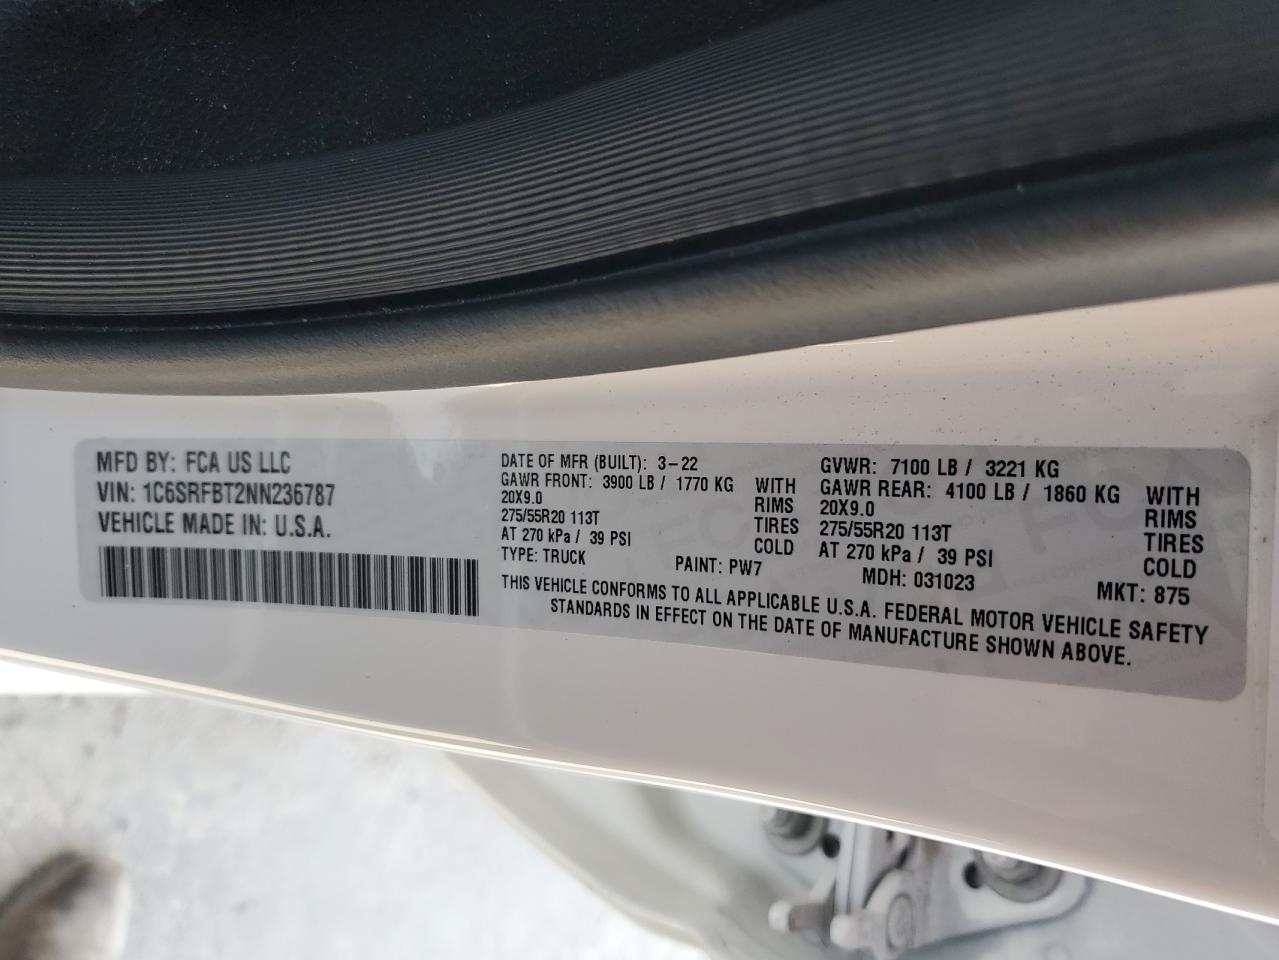 MFD BY: FCA US LLC
VIN: 1C6SRFBT2NN236787
VEHICLE MADE IN: U.S.A.
DATE OF MFR (BUILT): 3-22
GAWR FRONT: 3900 LB / 1770 KG WITH
20X9.0 RIMS
275/55R20 113T TIRES
AT 270 kPa / 39 PSI COLD
TYPE: TRUCK PAINT: PW7
GVWR: 7100 LB / 3221 KG
GAWR REAR: 4100 LB / 1860 KG WITH
20X9.0 RIMS
275/55R20 113T TIRES
AT 270 kPa / 39 PSI COLD
MDH: 031023 MKT: 875
THIS VEHICLE CONFORMS TO ALL APPLICABLE U.S.A. FEDERAL MOTOR VEHICLE SAFETY
STANDARDS IN EFFECT ON THE DATE OF MANUFACTURE SHOWN ABOVE.